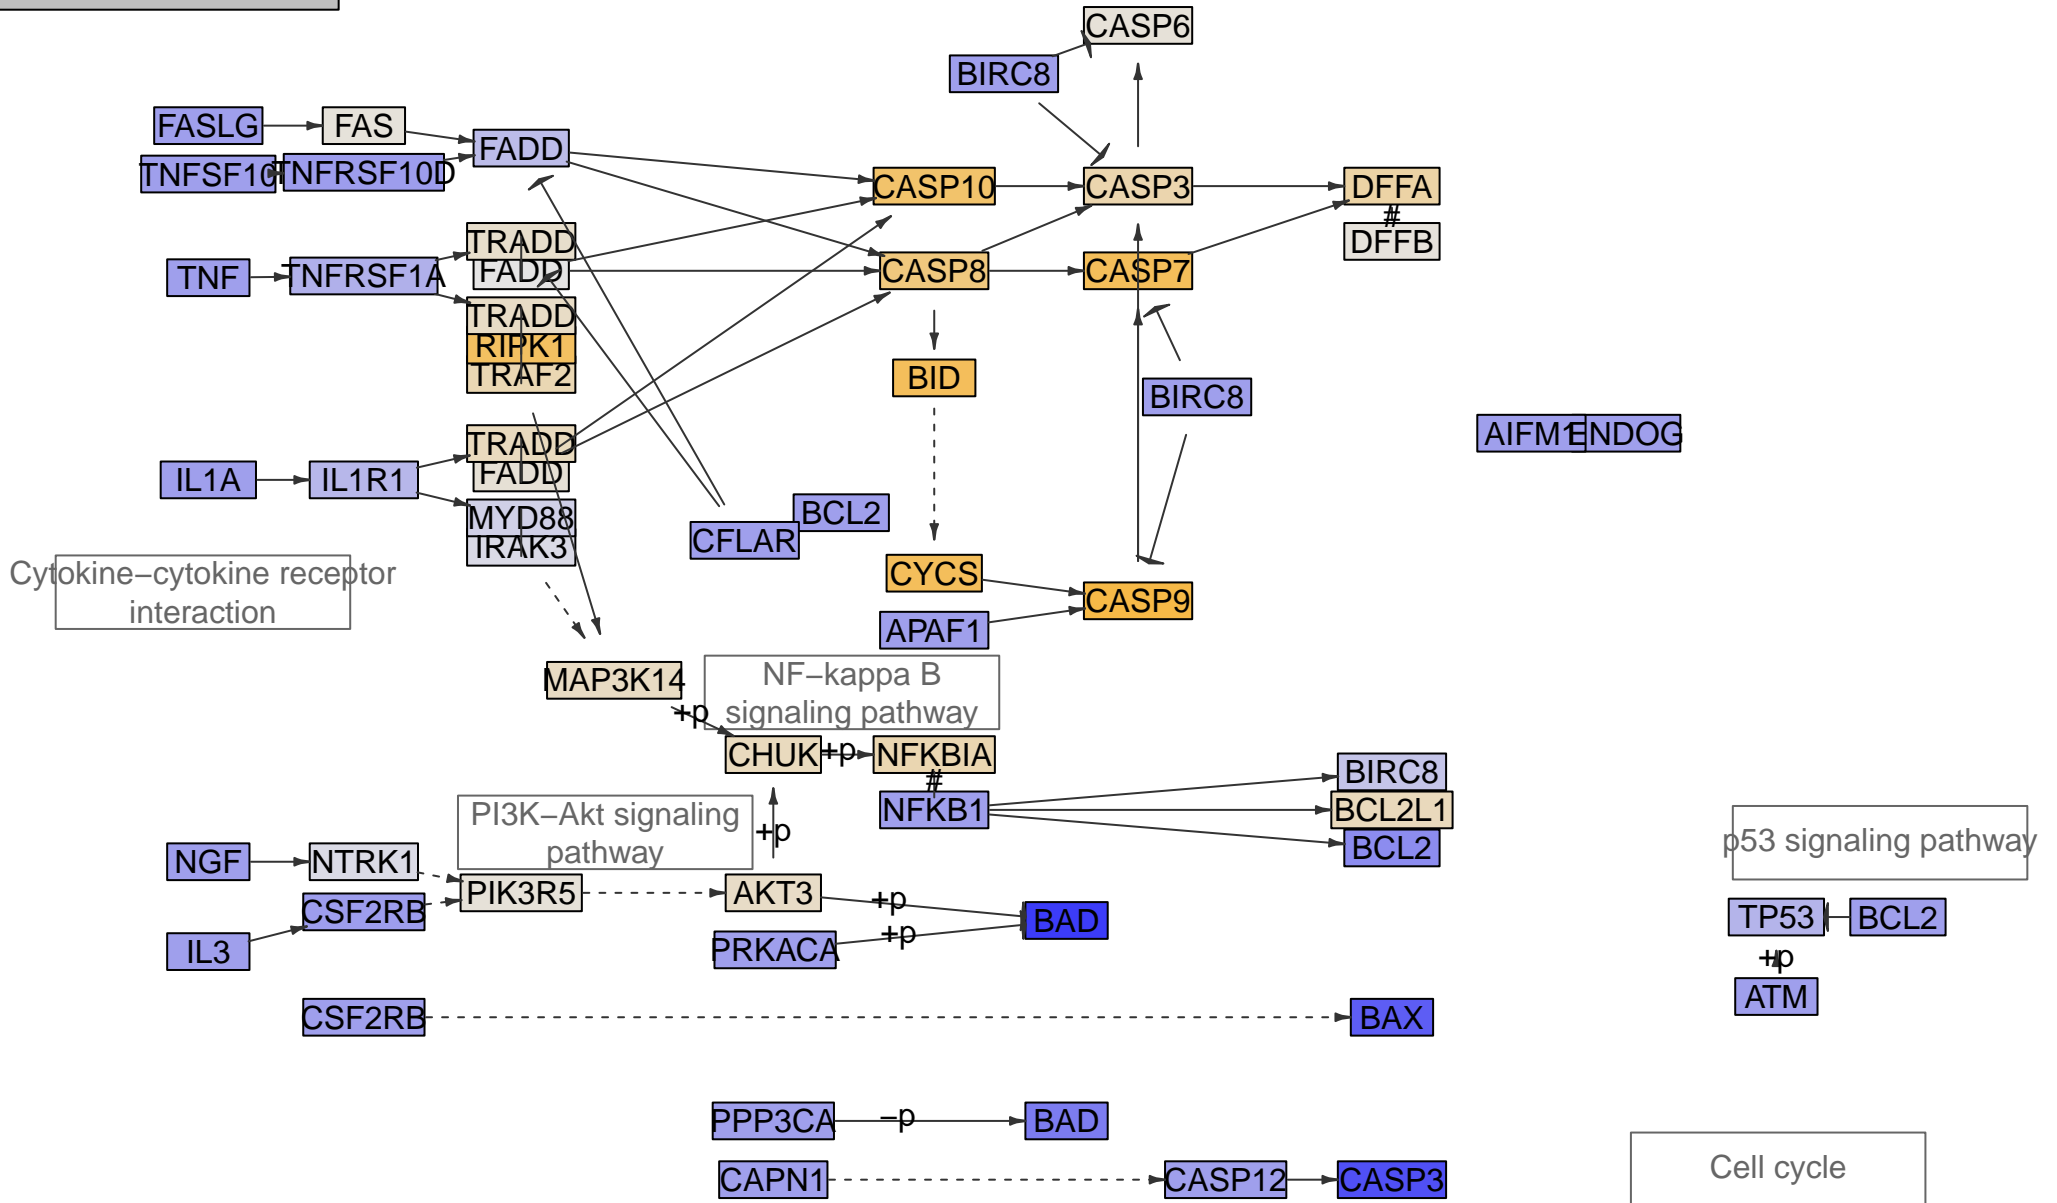 CASP6
BIRC8
FASLG
FAS
FADD
TNFSF10
TNFRSF10D
CASP10
CASP3
DFFA
#
DFFB
TRADD
FADD
TNF
TNFRSF1A
CASP8
CASP7
TRADD
RIPK1
TRAF2
BID
BIRC8
TRADD
FADD
AIFM1
ENDOG
IL1A
IL1R1
MYD88
IRAK3
BCL2
CFLAR
Cytokine–cytokine receptor
interaction
CYCS
CASP9
APAF1
MAP3K14
NF–kappa B
signaling pathway
+p
CHUK
+p
NFKBIA
#
NFKB1
BIRC8
BCL2L1
BCL2
PI3K–Akt signaling
pathway
+p
p53 signaling pathway
NGF
NTRK1
PIK3R5
AKT3
+p
CSF2RB
BAD
TP53
BCL2
IL3
PRKACA
+p
+p
ATM
CSF2RB
BAX
PPP3CA
–p
BAD
CAPN1
CASP12
CASP3
Cell cycle